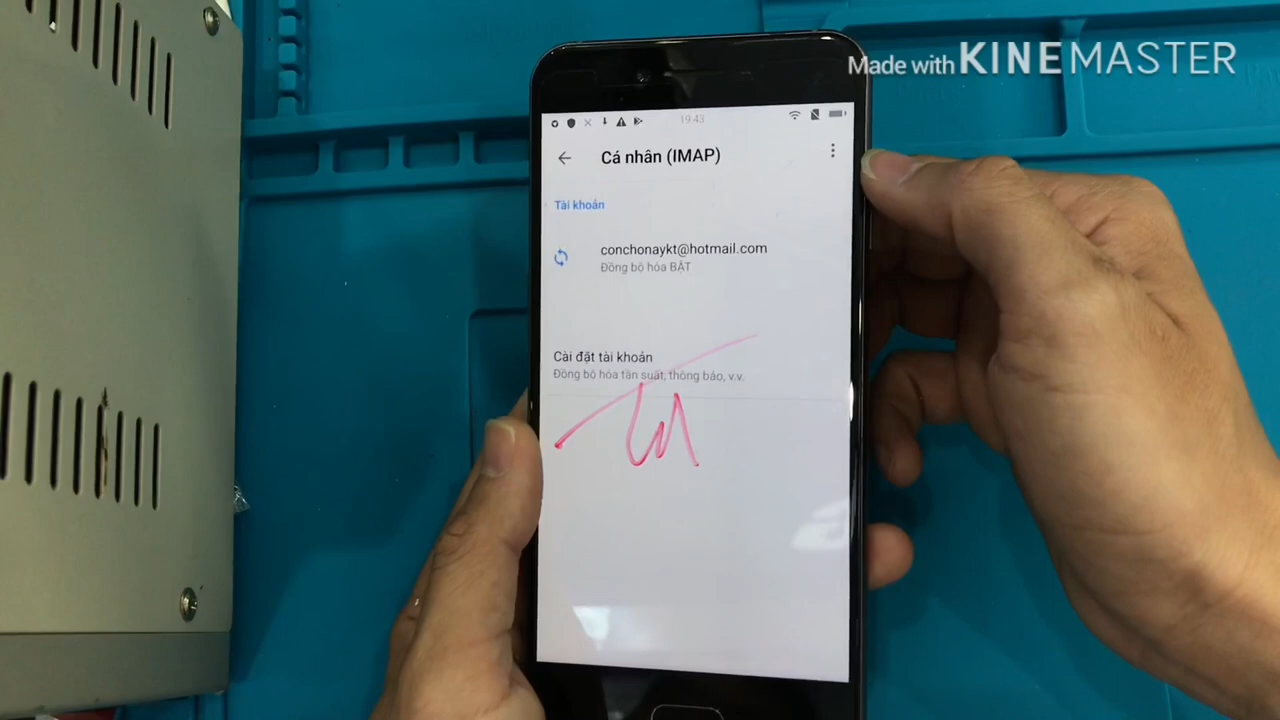 Made with KINEMASTER
19:43
Cá nhân (IMAP)
Tài khoản
conchonaykt@hotmail.com
Đồng bộ hóa BẬT
Cài đặt tài khoản
Đồng bộ hóa tần suất, thông báo, v.v.